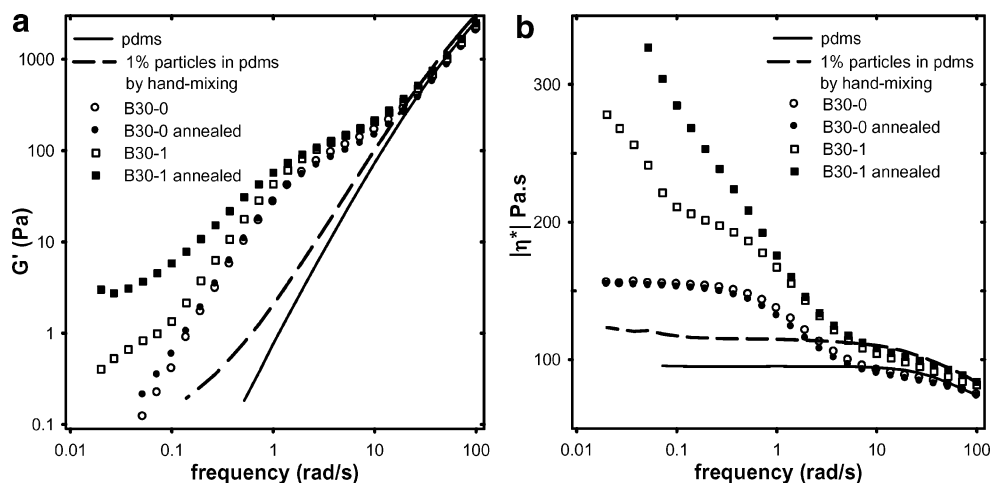 a
pdms
1% particles in pdms
by hand-mixing
B30-0
B30-0 annealed
B30-1
B30-1 annealed
1000
100
10
1
0.1
G' (Pa)
0.01
0.1
1
10
100
frequency (rad/s)
b
pdms
1% particles in pdms
by hand-mixing
B30-0
B30-0 annealed
B30-1
B30-1 annealed
300
200
100
|η*| Pa.s
0.01
0.1
1
10
100
frequency (rad/s)